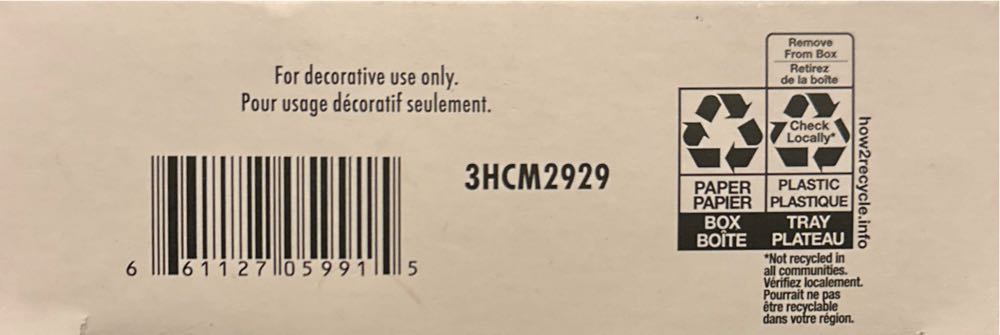 For decorative use only.
Pour usage décoratif seulement.
6 61127 05991 5
3HCM2929
Remove
From Box
Retirez
de la boîte
Check
Locally*
PAPER
PAPIER
BOX
BOÎTE
PLASTIC
PLASTIQUE
TRAY
PLATEAU
how2recycle.info
*Not recycled in
all communities.
Vérifiez localement.
Pourrait ne pas
être recyclable
dans votre région.